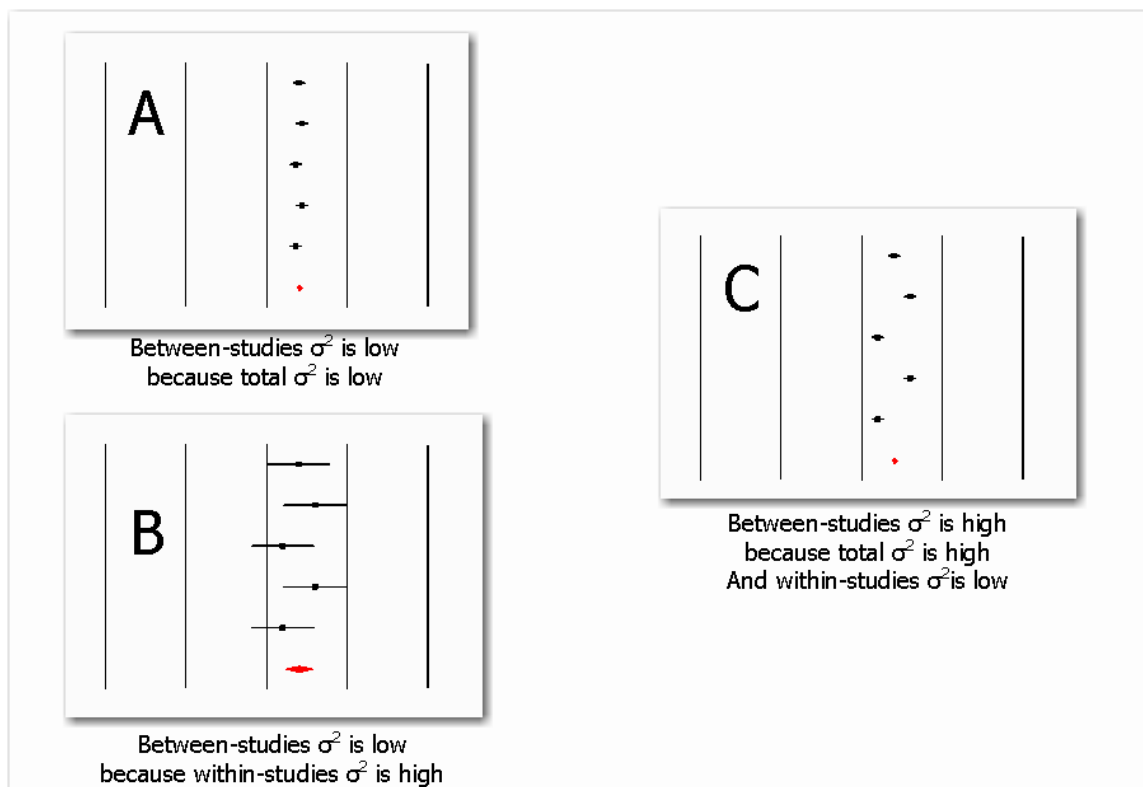 A
Between-studies σ² is low
because total σ² is low
B
Between-studies σ² is low
because within-studies σ² is high
C
Between-studies σ² is high
because total σ² is high
And within-studies σ²is low